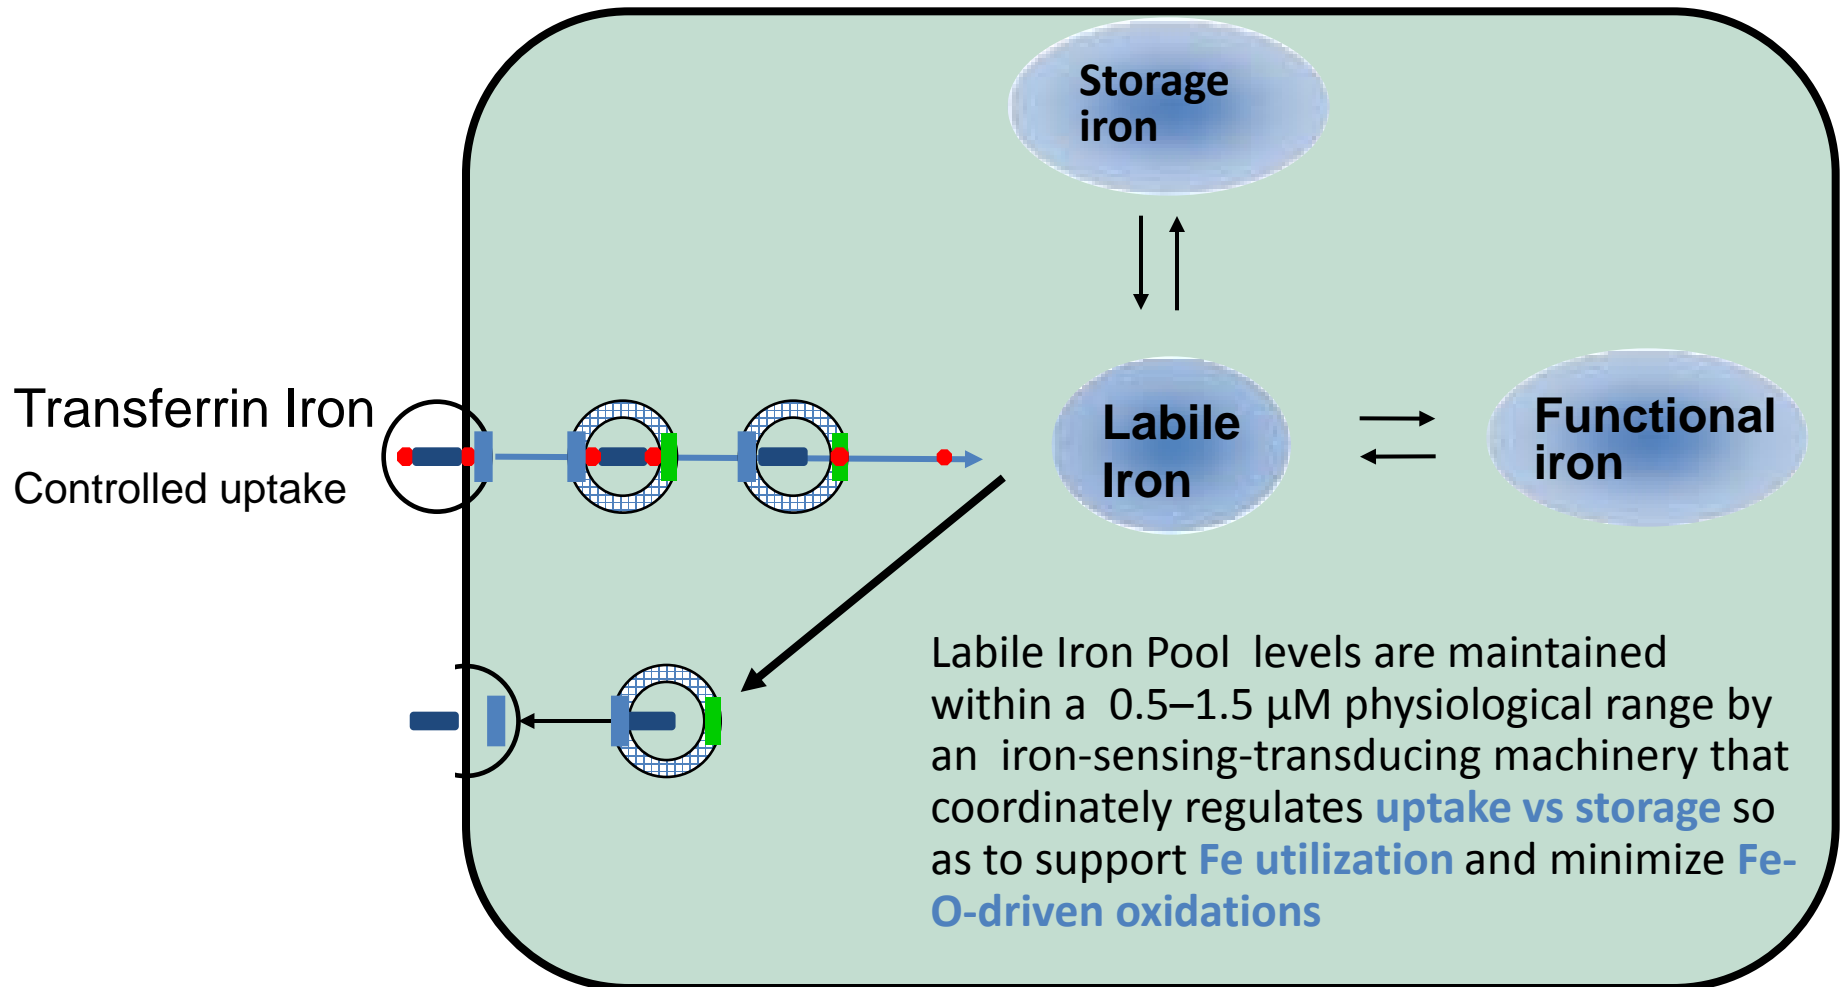 Storage
iron
Transferrin Iron
Controlled uptake
Labile
Iron
Functional
iron
Labile Iron Pool  levels are maintained
within a  0.5–1.5 µM physiological range by
an  iron-sensing-transducing machinery that
coordinately regulates uptake vs storage so
as to support Fe utilization and minimize Fe-
O-driven oxidations